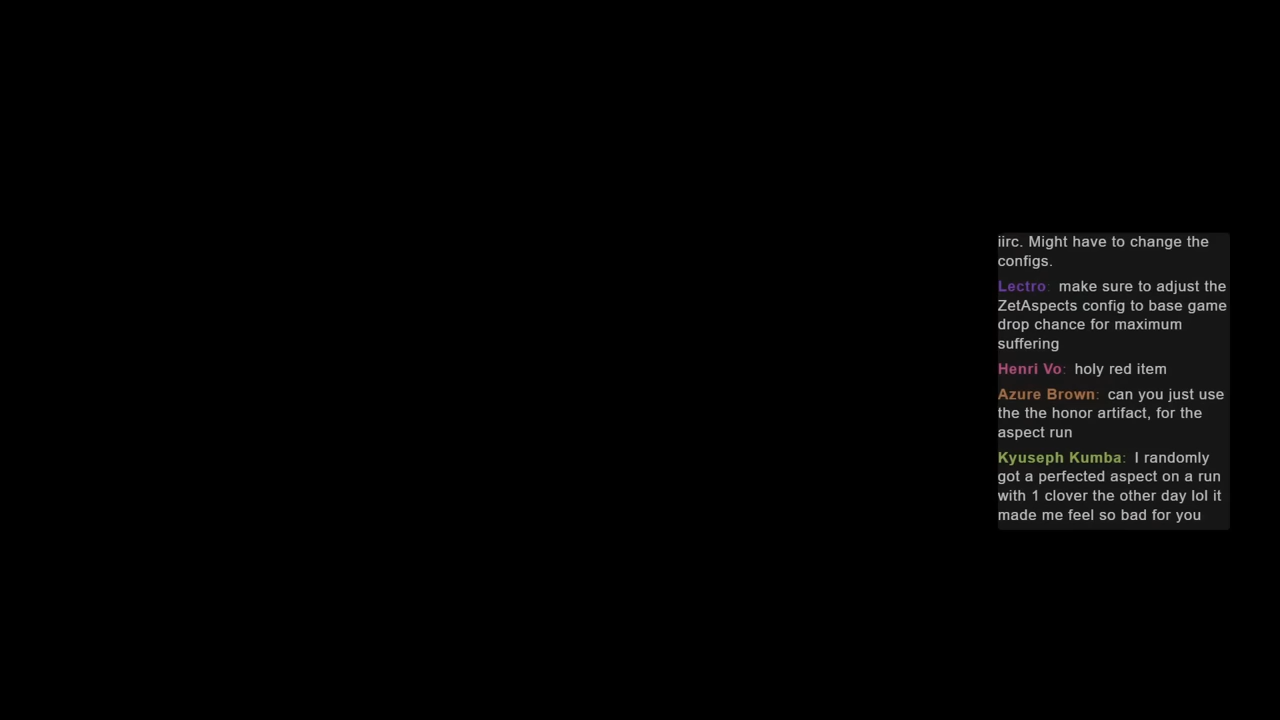 iirc. Might have to change the
configs.
Lectro: make sure to adjust the
ZetAspects config to base game
drop chance for maximum
suffering
Henri Vo: holy red item
Azure Brown: can you just use
the the honor artifact, for the
aspect run
Kyuseph Kumba: I randomly
got a perfected aspect on a run
with 1 clover the other day lol it
made me feel so bad for you